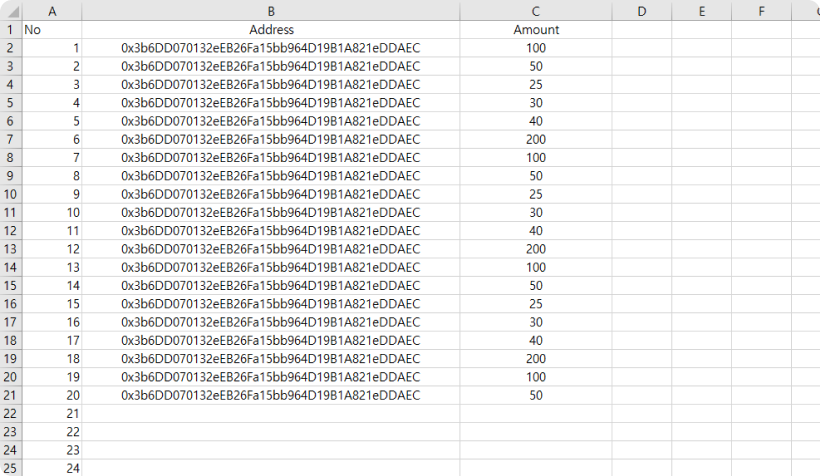 A B C D E F
1 No Address Amount
2 1 0x3b6DD070132eEB26Fa15bb964D19B1A821eDDAEC 100
3 2 0x3b6DD070132eEB26Fa15bb964D19B1A821eDDAEC 50
4 3 0x3b6DD070132eEB26Fa15bb964D19B1A821eDDAEC 25
5 4 0x3b6DD070132eEB26Fa15bb964D19B1A821eDDAEC 30
6 5 0x3b6DD070132eEB26Fa15bb964D19B1A821eDDAEC 40
7 6 0x3b6DD070132eEB26Fa15bb964D19B1A821eDDAEC 200
8 7 0x3b6DD070132eEB26Fa15bb964D19B1A821eDDAEC 100
9 8 0x3b6DD070132eEB26Fa15bb964D19B1A821eDDAEC 50
10 9 0x3b6DD070132eEB26Fa15bb964D19B1A821eDDAEC 25
11 10 0x3b6DD070132eEB26Fa15bb964D19B1A821eDDAEC 30
12 11 0x3b6DD070132eEB26Fa15bb964D19B1A821eDDAEC 40
13 12 0x3b6DD070132eEB26Fa15bb964D19B1A821eDDAEC 200
14 13 0x3b6DD070132eEB26Fa15bb964D19B1A821eDDAEC 100
15 14 0x3b6DD070132eEB26Fa15bb964D19B1A821eDDAEC 50
16 15 0x3b6DD070132eEB26Fa15bb964D19B1A821eDDAEC 25
17 16 0x3b6DD070132eEB26Fa15bb964D19B1A821eDDAEC 30
18 17 0x3b6DD070132eEB26Fa15bb964D19B1A821eDDAEC 40
19 18 0x3b6DD070132eEB26Fa15bb964D19B1A821eDDAEC 200
20 19 0x3b6DD070132eEB26Fa15bb964D19B1A821eDDAEC 100
21 20 0x3b6DD070132eEB26Fa15bb964D19B1A821eDDAEC 50
22 21
23 22
24 23
25 24